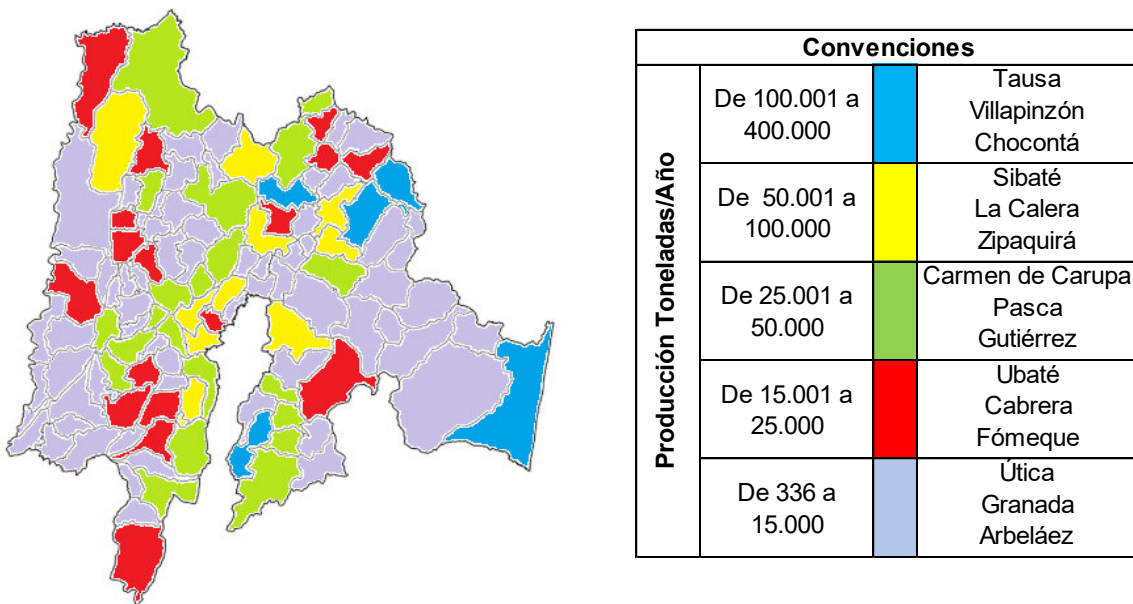 Convenciones
Producción Toneladas/Año
De 100.001 a
400.000
Tausa
Villapinzón
Chocontá
De 50.001 a
100.000
Sibaté
La Calera
Zipaquirá
De 25.001 a
50.000
Carmen de Carupa
Pasca
Gutiérrez
De 15.001 a
25.000
Ubaté
Cabrera
Fómeque
De 336 a
15.000
Útica
Granada
Arbeláez